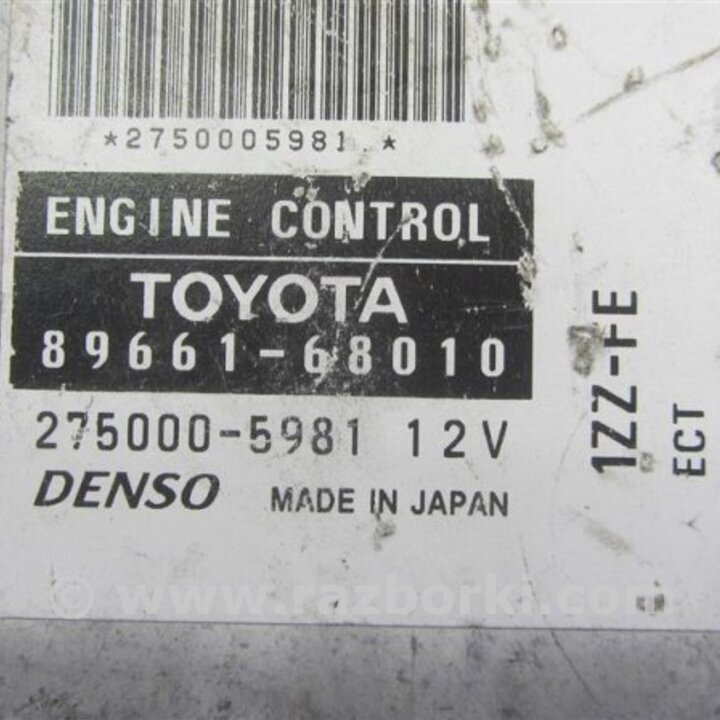 *2750005981 *
ENGINE CONTROL
TOYOTA
89661-68010
275000-5981 12V
DENSO MADE IN JAPAN
1ZZ-FE
ECT
© www.razborki.com